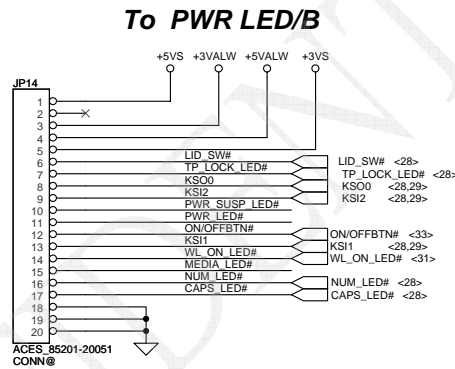 To PWR LED/B
+5VS +3VALW +5VALW +3VS
JP14
1
2
3
4
5
6 LID_SW# LID_SW# <28>
7 TP_LOCK_LED# TP_LOCK_LED# <28>
8 KSO0 KSO0 <28,29>
9 KSI2 KSI2 <28,29>
10 PWR_SUSP_LED#
11 PWR_LED#
12 ON/OFFBTN# ON/OFFBTN# <33>
13 KSI1 KSI1 <28,29>
14 WL_ON_LED# WL_ON_LED# <31>
15 MEDIA_LED#
16 NUM_LED# NUM_LED# <28>
17 CAPS_LED# CAPS_LED# <28>
18
19
20
ACES_85201-20051
CONN@